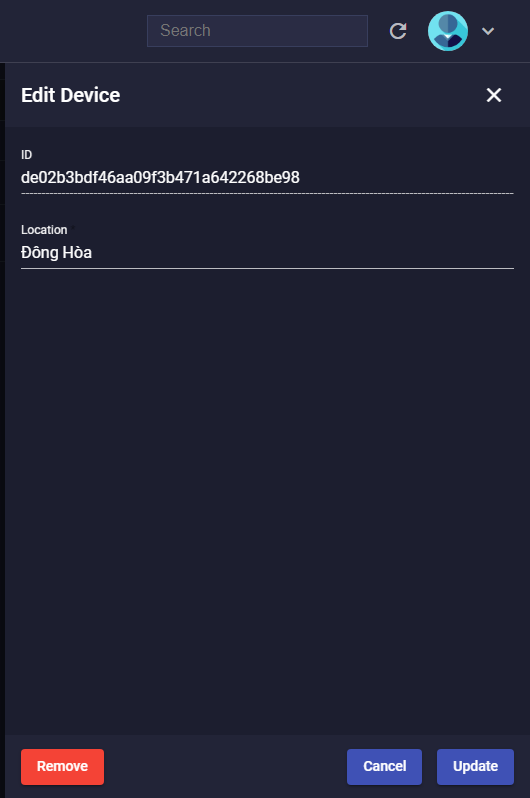 Search
Edit Device
ID
de02b3bdf46aa09f3b471a642268be98
Location *
Đông Hòa
Remove
Cancel
Update